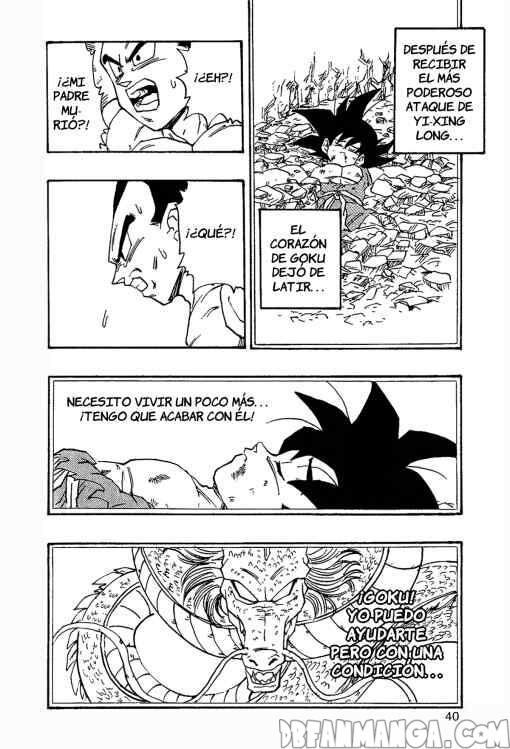 ¡¿MI
PADRE
MU-
RIÓ?!
¡¿EH?!
DESPUÉS DE
RECIBIR
EL MÁS
PODEROSO
ATAQUE DE
YI-XING
LONG...
¡¿QUÉ?!
EL
CORAZÓN
DE GOKU
DEJÓ DE
LATIR...
NECESITO VIVIR UN POCO MÁS...
¡TENGO QUE ACABAR CON ÉL!
¡GOKU!
YO PUEDO
AYUDARTE
PERO CON UNA
CONDICIÓN...
40
DBFANMANGA.COM